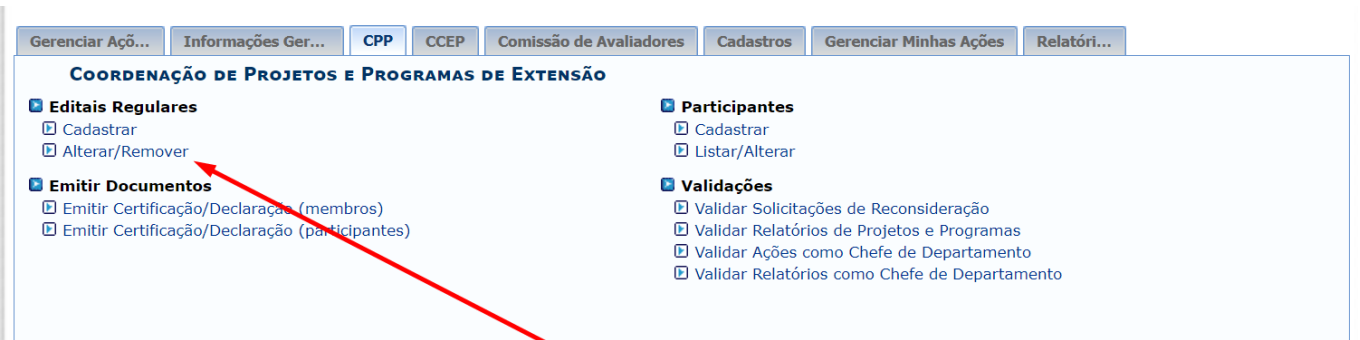 Gerenciar Açõ... Informações Ger... CPP CCEP Comissão de Avaliadores Cadastros Gerenciar Minhas Ações Relatóri...
Coordenação de Projetos e Programas de Extensão
Editais Regulares
Cadastrar
Alterar/Remover
Emitir Documentos
Emitir Certificação/Declaração (membros)
Emitir Certificação/Declaração (participantes)
Participantes
Cadastrar
Listar/Alterar
Validações
Validar Solicitações de Reconsideração
Validar Relatórios de Projetos e Programas
Validar Ações como Chefe de Departamento
Validar Relatórios como Chefe de Departamento